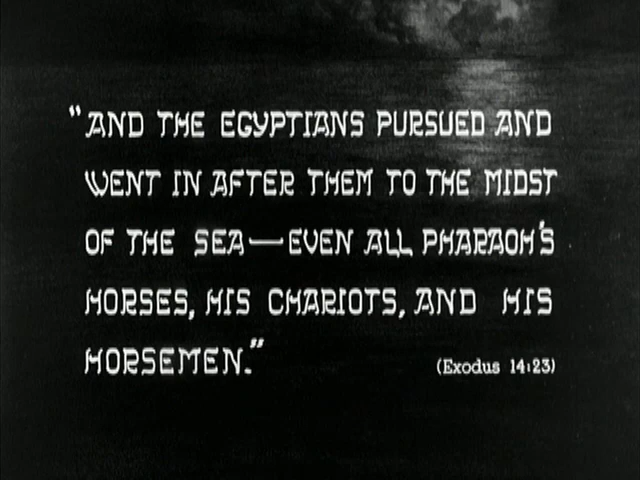 "AND THE EGYPTIANS PURSUED AND
WENT IN AFTER THEM TO THE MIDST
OF THE SEA—EVEN ALL PHARAOH'S
HORSES, HIS CHARIOTS, AND HIS
HORSEMEN."
(Exodus 14:23)